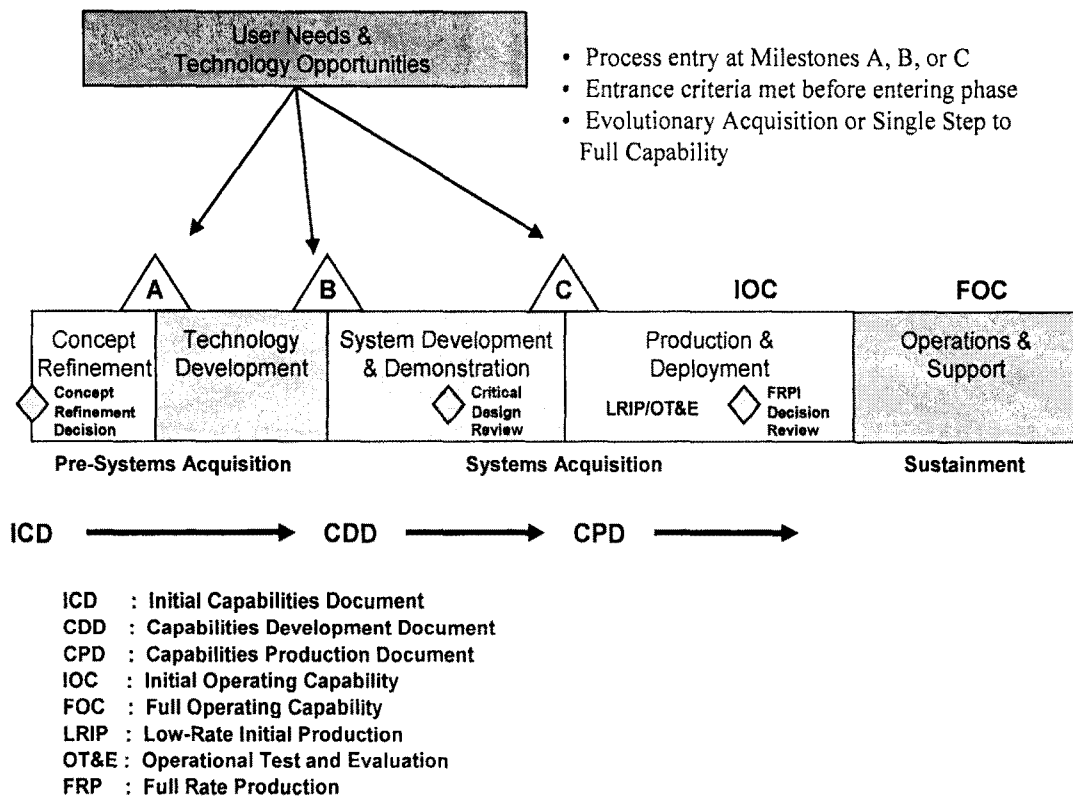 User Needs &
Technology Opportunities
• Process entry at Milestones A, B, or C
• Entrance criteria met before entering phase
• Evolutionary Acquisition or Single Step to
Full Capability
A
B
C
IOC
FOC
Concept
Refinement
Technology
Development
System Development
& Demonstration
Production &
Deployment
Operations &
Support
Concept
Refinement
Decision
Critical
Design
Review
LRIP/OT&E
FRPI
Decision
Review
Pre-Systems Acquisition
Systems Acquisition
Sustainment
ICD
CDD
CPD
ICD : Initial Capabilities Document
CDD : Capabilities Development Document
CPD : Capabilities Production Document
IOC : Initial Operating Capability
FOC : Full Operating Capability
LRIP : Low-Rate Initial Production
OT&E : Operational Test and Evaluation
FRP : Full Rate Production